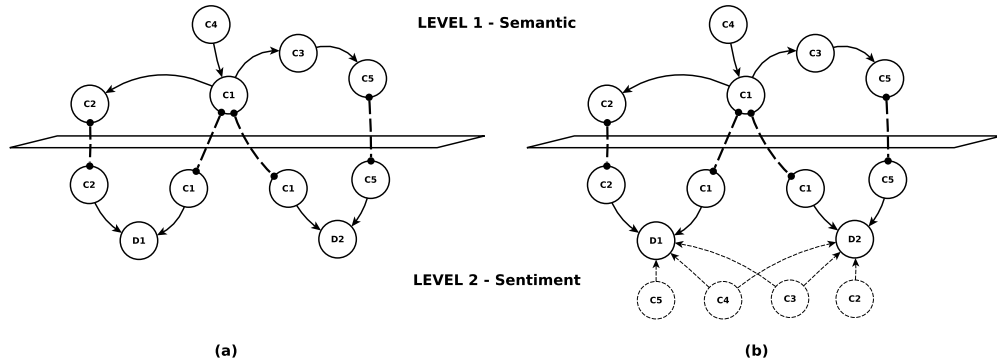 LEVEL 1 - Semantic
C4
C3
C5
C1
C2
C2
C1
C1
C5
D1
D2
C4
C3
C5
C1
C2
C2
C1
C1
C5
D1
D2
C5
C4
C3
C2
LEVEL 2 - Sentiment
(a)
(b)